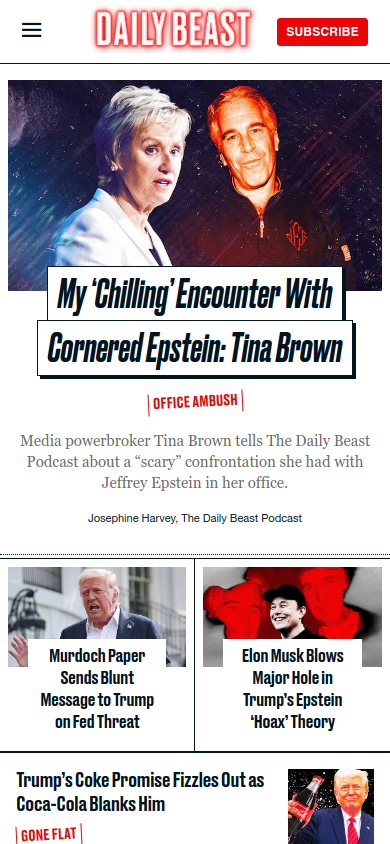 DAILY BEAST
SUBSCRIBE
My ‘Chilling’ Encounter With
Cornered Epstein: Tina Brown
OFFICE AMBUSH
Media powerbroker Tina Brown tells The Daily Beast
Podcast about a “scary” confrontation she had with
Jeffrey Epstein in her office.
Josephine Harvey, The Daily Beast Podcast
Murdoch Paper
Sends Blunt
Message to Trump
on Fed Threat
Elon Musk Blows
Major Hole in
Trump’s Epstein
‘Hoax’ Theory
Trump’s Coke Promise Fizzles Out as
Coca-Cola Blanks Him
GONE FLAT